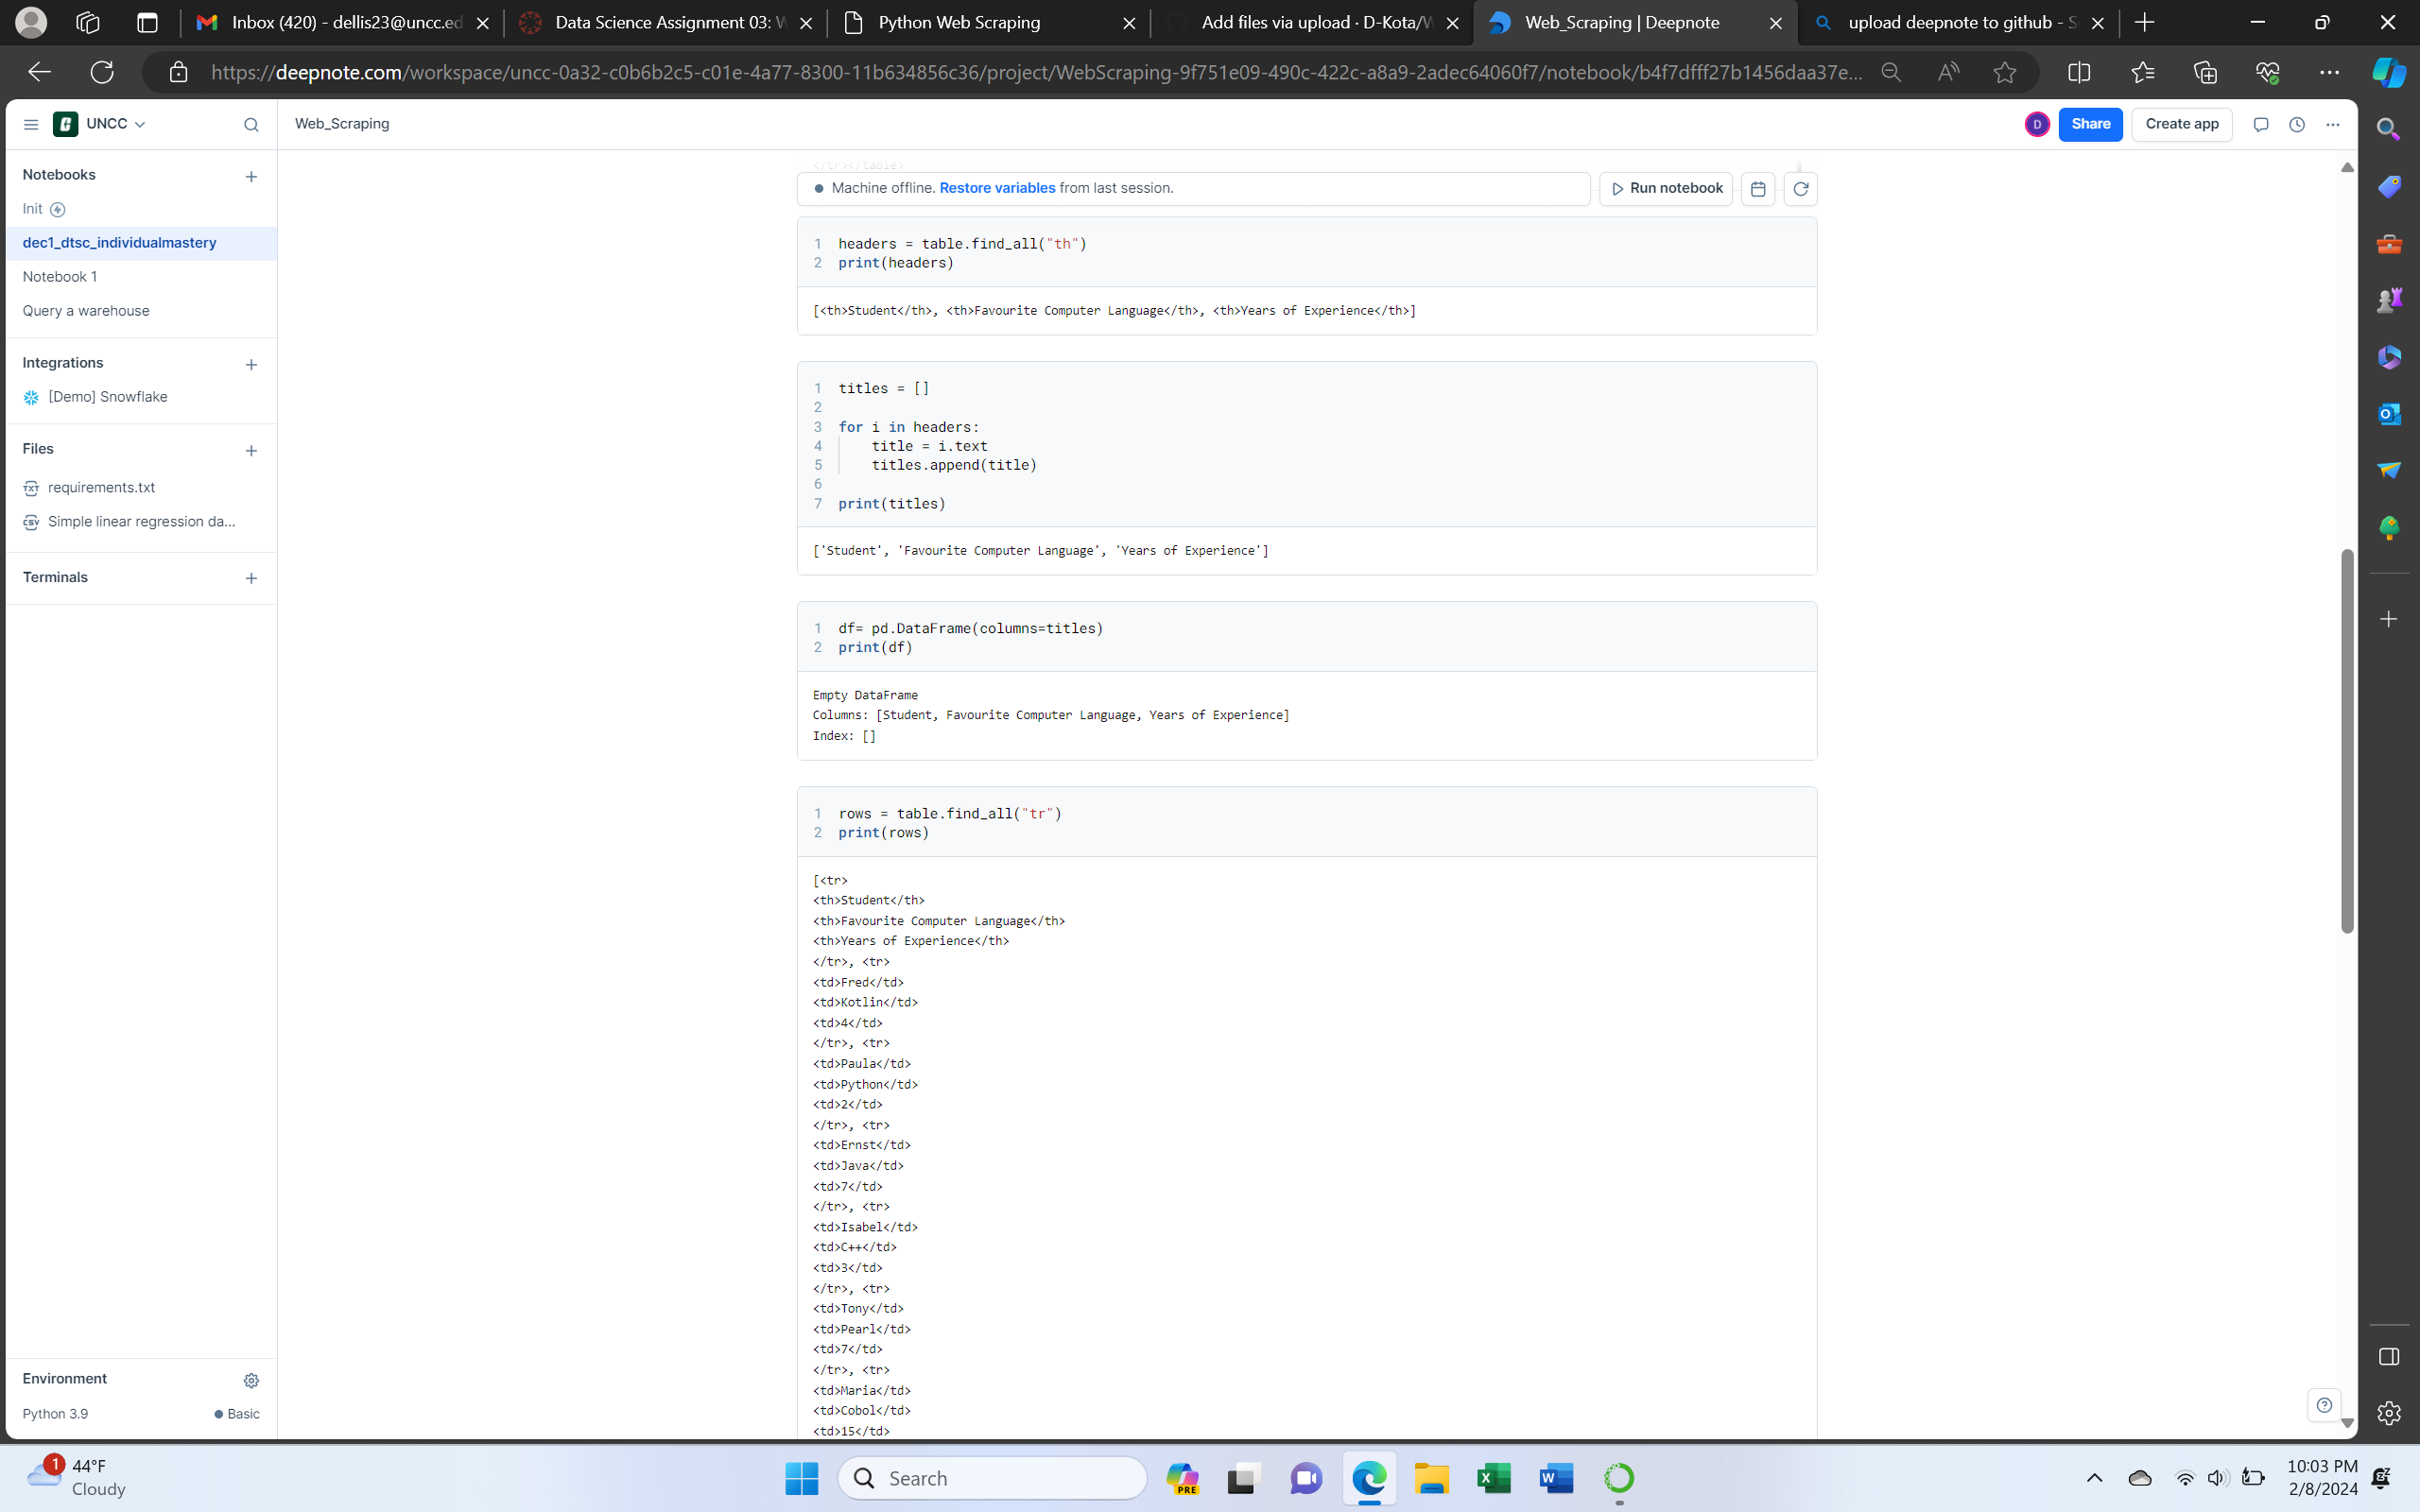 Inbox (420) - dellis23@uncc.ed
Data Science Assignment 03: W
Python Web Scraping
Add files via upload · D-Kota/W
Web_Scraping | Deepnote
upload deepnote to github - S
https://deepnote.com/workspace/uncc-0a32-c0b6b2c5-c01e-4a77-8300-11b634856c36/project/WebScraping-9f751e09-490c-422c-a8a9-2adec64060f7/notebook/b4f7dfff27b1456daa37e...
UNCC
Web_Scraping
D
Share
Create app
Notebooks
Init
dec1_dtsc_individualmastery
Notebook 1
Query a warehouse
Integrations
[Demo] Snowflake
Files
TXT requirements.txt
CSV Simple linear regression da...
Terminals
Environment
Python 3.9
Basic
</tr></table>
Machine offline. Restore variables from last session.
Run notebook
1 headers = table.find_all("th")
2 print(headers)
[<th>Student</th>, <th>Favourite Computer Language</th>, <th>Years of Experience</th>]
1 titles = []
2
3 for i in headers:
4 title = i.text
5 titles.append(title)
6
7 print(titles)
['Student', 'Favourite Computer Language', 'Years of Experience']
1 df= pd.DataFrame(columns=titles)
2 print(df)
Empty DataFrame
Columns: [Student, Favourite Computer Language, Years of Experience]
Index: []
1 rows = table.find_all("tr")
2 print(rows)
[<tr>
<th>Student</th>
<th>Favourite Computer Language</th>
<th>Years of Experience</th>
</tr>, <tr>
<td>Fred</td>
<td>Kotlin</td>
<td>4</td>
</tr>, <tr>
<td>Paula</td>
<td>Python</td>
<td>2</td>
</tr>, <tr>
<td>Ernst</td>
<td>Java</td>
<td>7</td>
</tr>, <tr>
<td>Isabel</td>
<td>C++</td>
<td>3</td>
</tr>, <tr>
<td>Tony</td>
<td>Pearl</td>
<td>7</td>
</tr>, <tr>
<td>Maria</td>
<td>Cobol</td>
<td>15</td>
1
44°F
Cloudy
Search
PRE
10:03 PM
2/8/2024